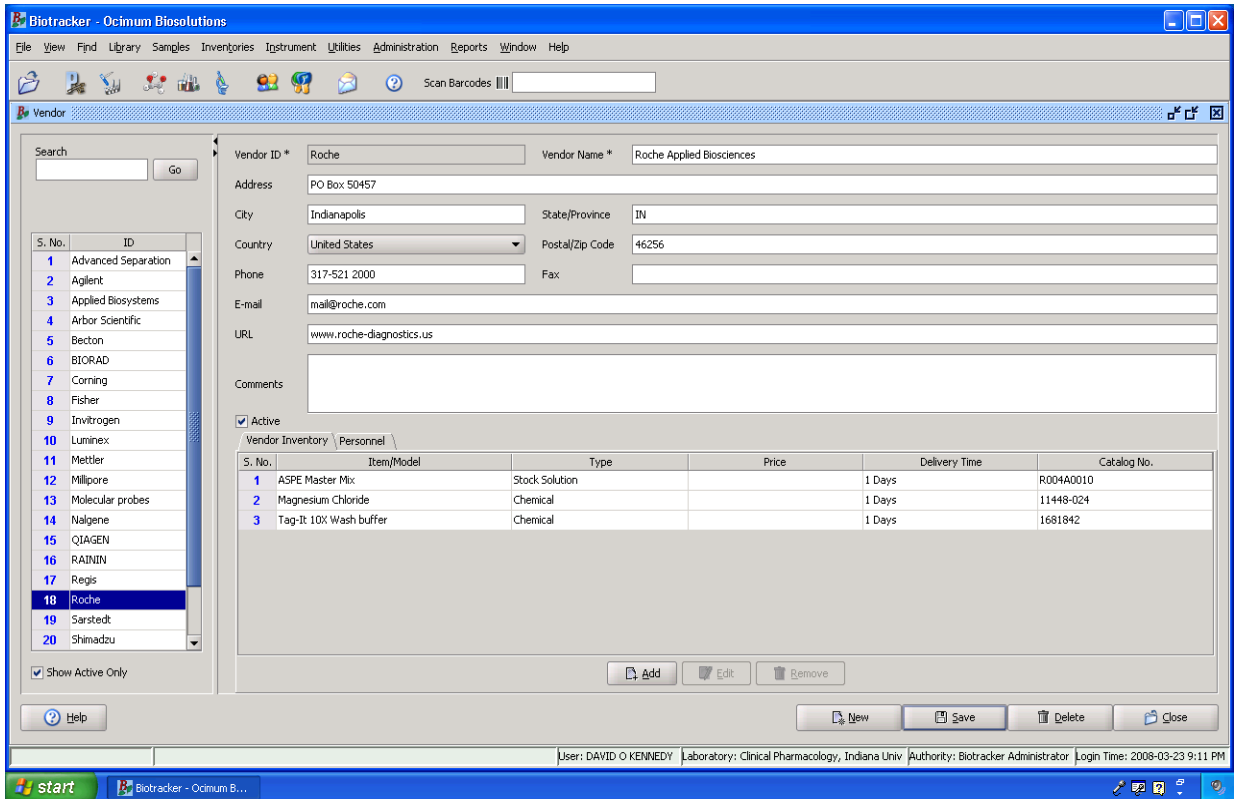 Biotracker - Ocimum Biosolutions
File View Find Library Samples Inventories Instrument Utilities Administration Reports Window Help
Scan Barcodes
Vendor
Search
Go
S. No. ID
1 Advanced Separation
2 Agilent
3 Applied Biosystems
4 Arbor Scientific
5 Becton
6 BIORAD
7 Corning
8 Fisher
9 Invitrogen
10 Luminex
11 Mettler
12 Millipore
13 Molecular probes
14 Nalgene
15 QIAGEN
16 RAININ
17 Regis
18 Roche
19 Sarstedt
20 Shimadzu
Show Active Only
Vendor ID * Roche Vendor Name * Roche Applied Biosciences
Address PO Box 50457
City Indianapolis State/Province IN
Country United States Postal/Zip Code 46256
Phone 317-521 2000 Fax
E-mail mail@roche.com
URL www.roche-diagnostics.us
Comments
Active
Vendor Inventory Personnel
S. No. Item/Model Type Price Delivery Time Catalog No.
1 ASPE Master Mix Stock Solution 1 Days R004A0010
2 Magnesium Chloride Chemical 1 Days 11448-024
3 Tag-It 10X Wash buffer Chemical 1 Days 1681842
Add Edit Remove
Help New Save Delete Close
User: DAVID O KENNEDY Laboratory: Clinical Pharmacology, Indiana Univ Authority: Biotracker Administrator Login Time: 2008-03-23 9:11 PM
start Biotracker - Ocimum B...